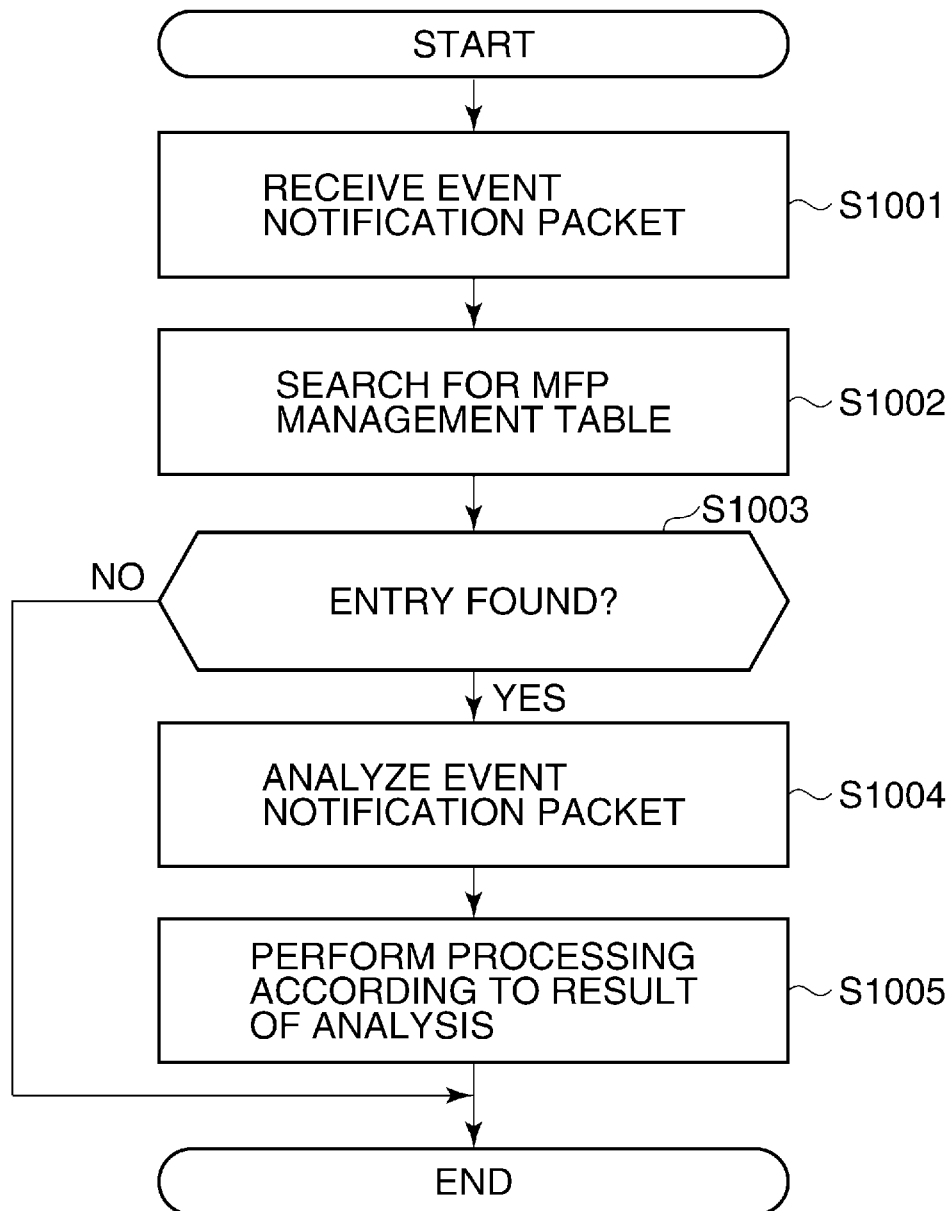 START
RECEIVE EVENT
NOTIFICATION PACKET
S1001
SEARCH FOR MFP
MANAGEMENT TABLE
S1002
S1003
NO
ENTRY FOUND?
YES
ANALYZE EVENT
NOTIFICATION PACKET
S1004
PERFORM PROCESSING
ACCORDING TO RESULT
OF ANALYSIS
S1005
END